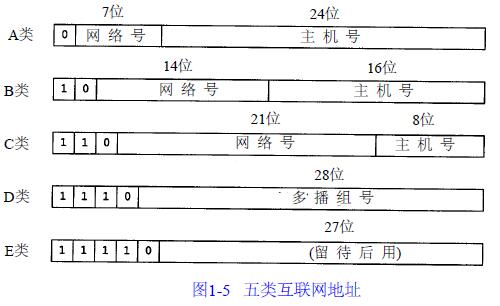 7位 24位
A类 0 网络号 主机号
14位 16位
B类 1 0 网络号 主机号
21位 8位
C类 1 1 0 网络号 主机号
28位
D类 1 1 1 0 多播组号
27位
E类 1 1 1 1 0 (留待后用)
图1-5 五类互联网地址